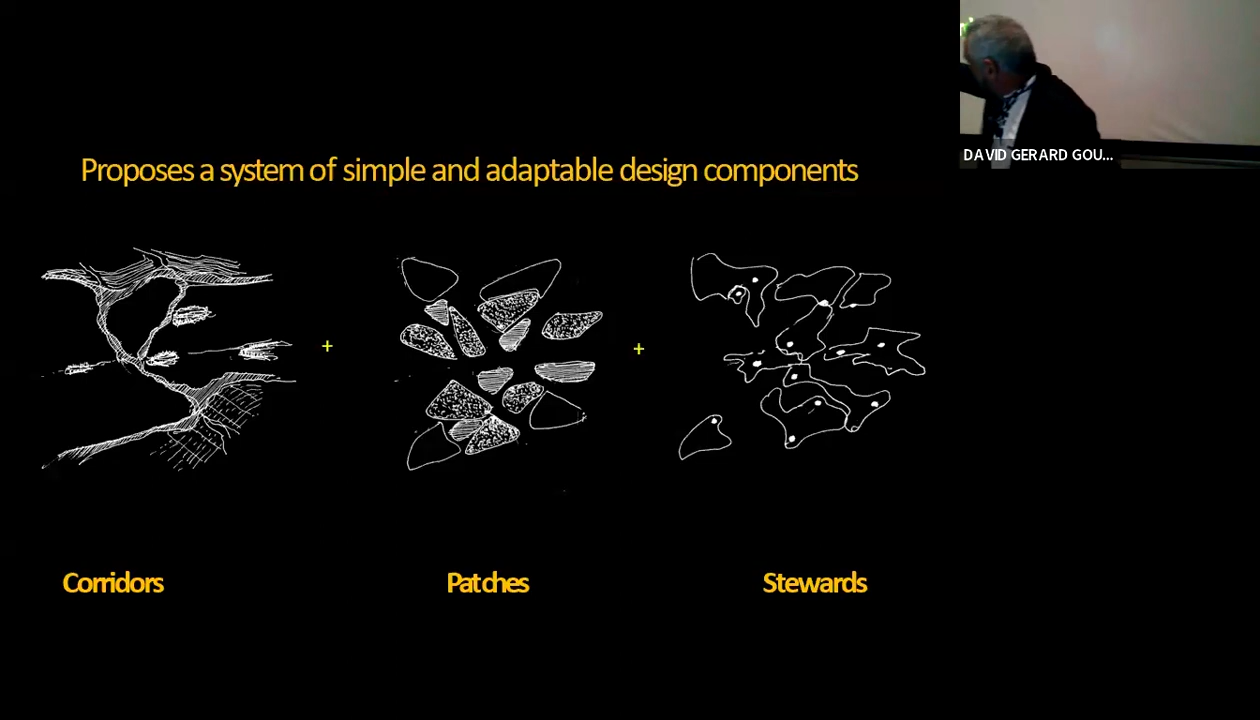 DAVID GERARD GOU...
Proposes a system of simple and adaptable design components
+
+
Corridors
Patches
Stewards